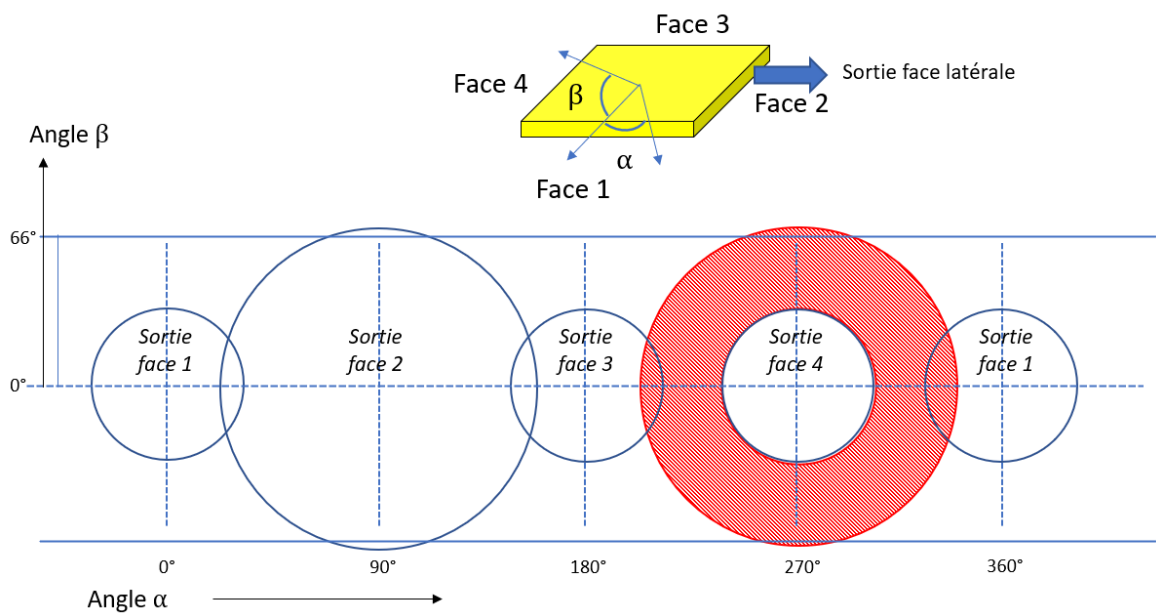 Face 3
Sortie face latérale
Face 4
β
Face 2
α
Face 1
Angle β
66°
Sortie
face 1
Sortie
face 2
Sortie
face 3
Sortie
face 4
Sortie
face 1
0°
0°
90°
180°
270°
360°
Angle α